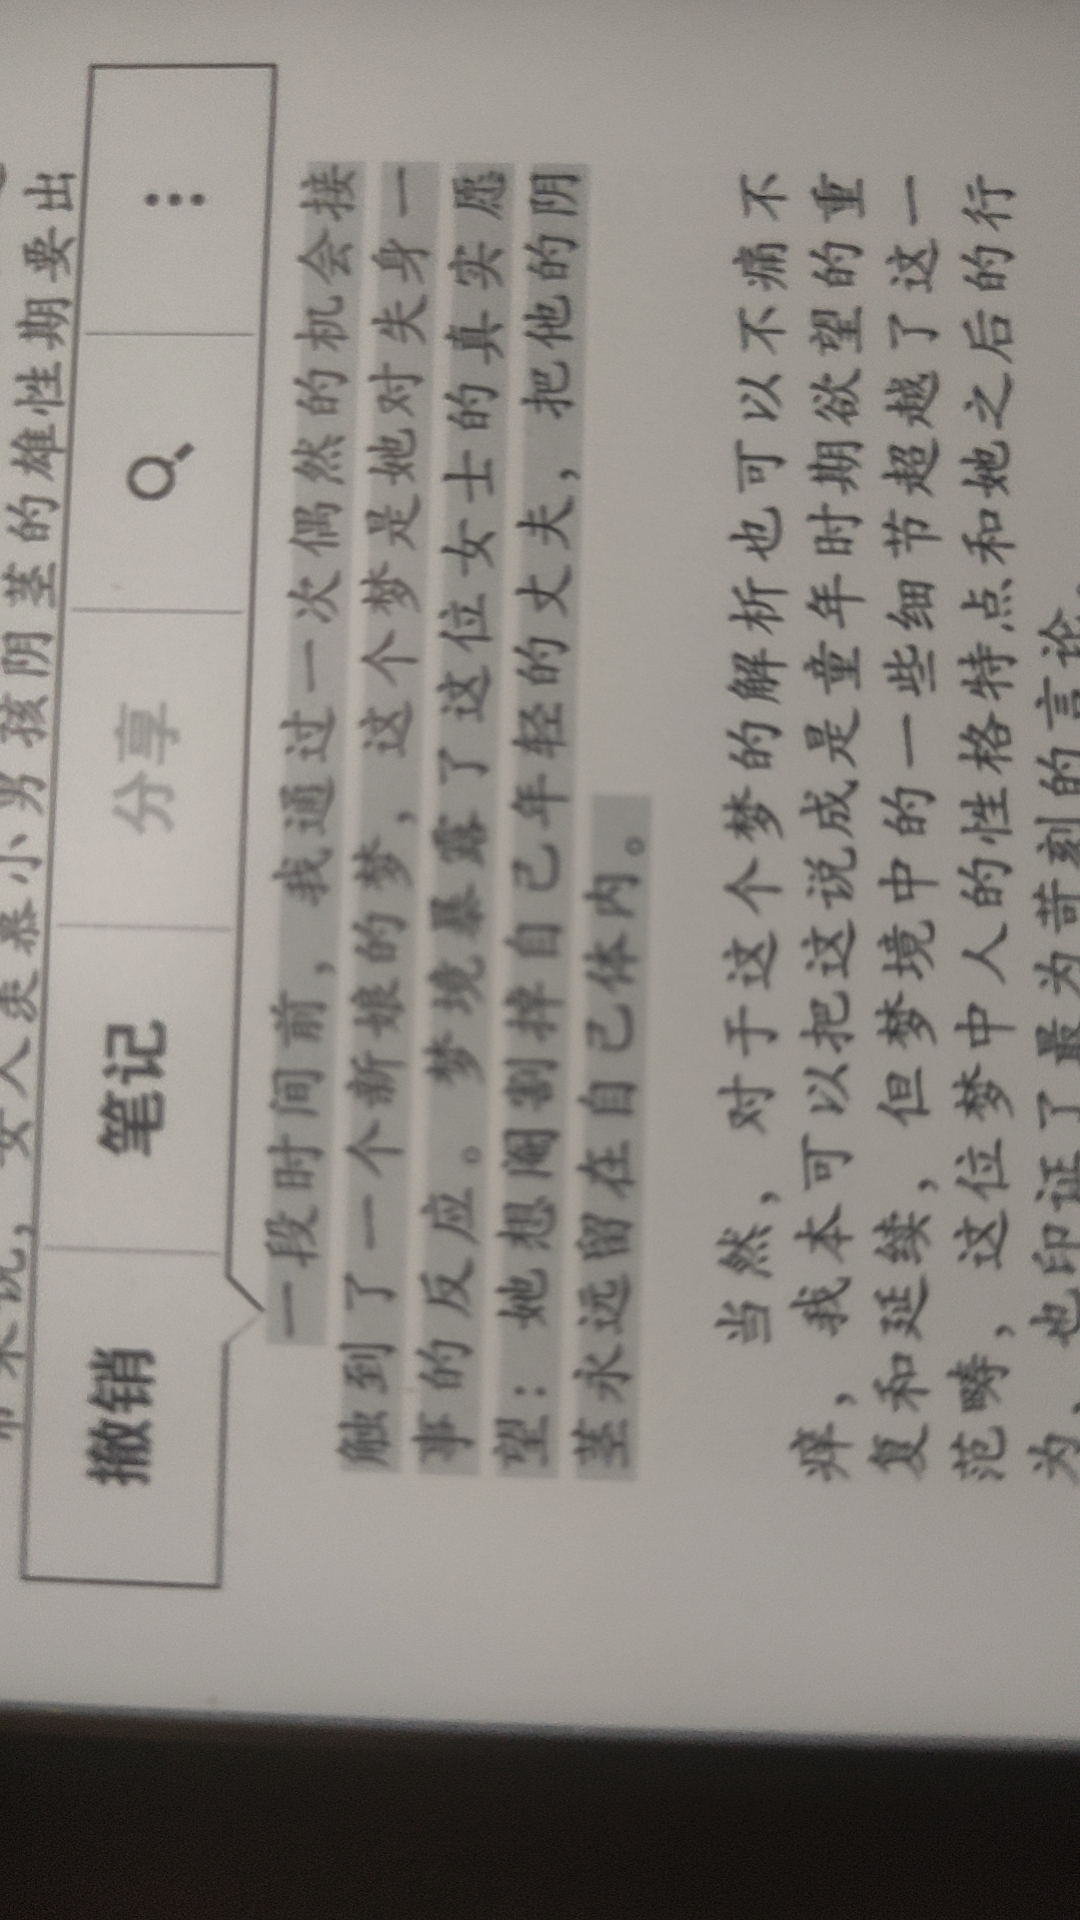 来说，女人羡慕小男孩阴茎的雄性期要出
撤销 笔记 分享
一段时间前，我通过一次偶然的机会接
触到了一个新娘的梦，这个梦是她对失身一
事的反应。梦境暴露了这位女士的真实愿
望：她想阉割掉自己年轻的丈夫，把他的阴
茎永远留在自己体内。
当然，对于这个梦的解析也可以不痛不
痒，我本可以把这说成是童年时期欲望的重
复和延续，但梦境中的一些细节超越了这一
范畴，这位梦中人的性格特点和她之后的行
为，也印证了最为苛刻的言论。